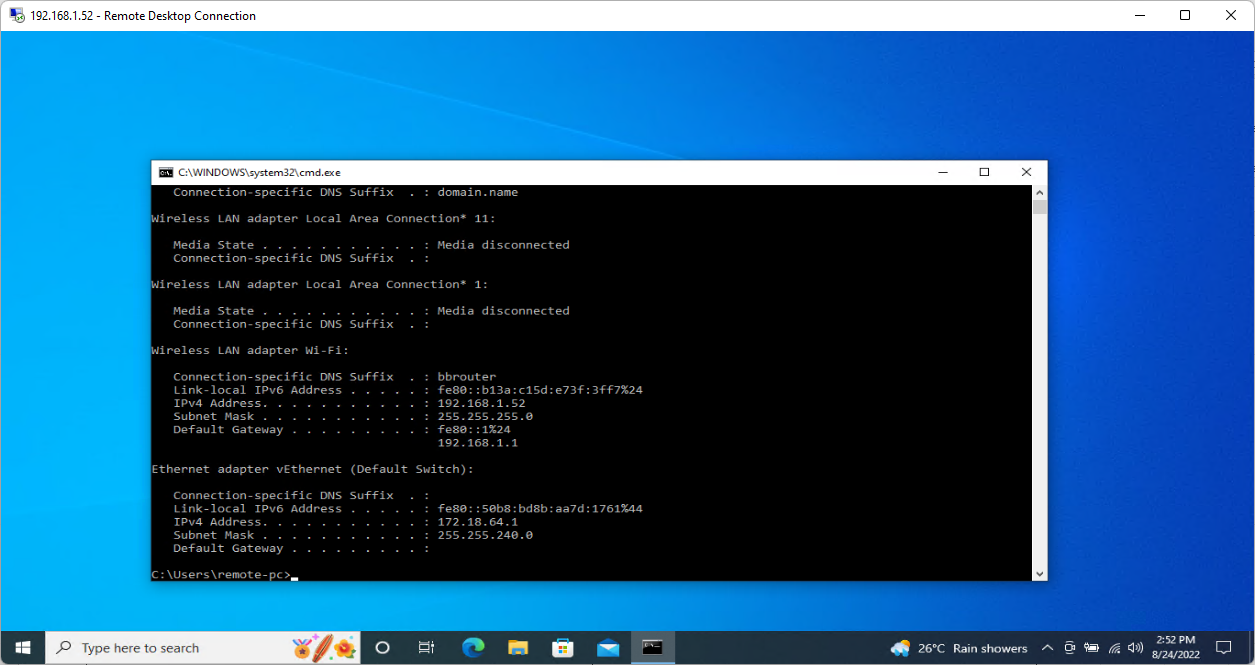 192.168.1.52 - Remote Desktop Connection
C:\WINDOWS\system32\cmd.exe
Connection-specific DNS Suffix  . : domain.name
Wireless LAN adapter Local Area Connection* 11:
Media State . . . . . . . . . . . : Media disconnected
Connection-specific DNS Suffix  . :
Wireless LAN adapter Local Area Connection* 1:
Media State . . . . . . . . . . . : Media disconnected
Connection-specific DNS Suffix  . :
Wireless LAN adapter Wi-Fi:
Connection-specific DNS Suffix  . : bbrouter
Link-local IPv6 Address . . . . . : fe80::b13a:c15d:e73f:3ff7%24
IPv4 Address. . . . . . . . . . . : 192.168.1.52
Subnet Mask . . . . . . . . . . . : 255.255.255.0
Default Gateway . . . . . . . . . : fe80::1%24
192.168.1.1
Ethernet adapter vEthernet (Default Switch):
Connection-specific DNS Suffix  . :
Link-local IPv6 Address . . . . . : fe80::50b8:bd8b:aa7d:1761%44
IPv4 Address. . . . . . . . . . . : 172.18.64.1
Subnet Mask . . . . . . . . . . . : 255.255.240.0
Default Gateway . . . . . . . . . :
C:\Users\remote-pc>
Type here to search
26°C Rain showers
2:52 PM
8/24/2022